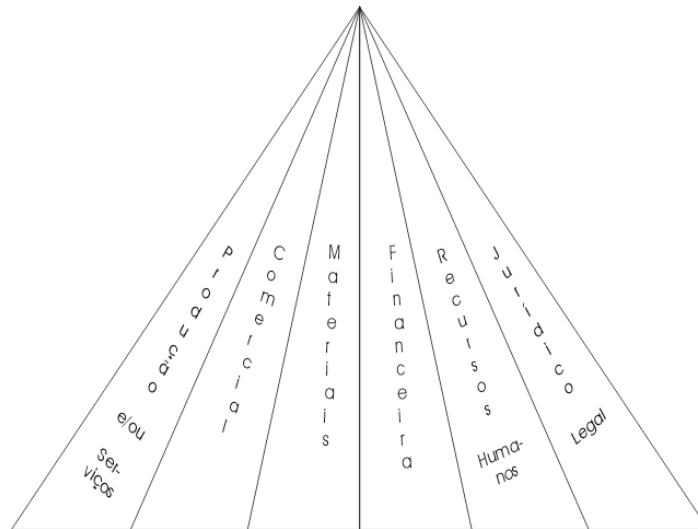 Produção
e/ou
Ser-
viços
Comercial
Materiais
Financeira
Recursos
Huma-
nos
Jurídico
Legal